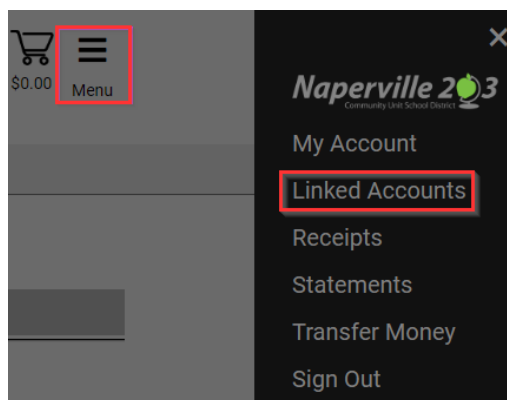 $0.00
Menu
×
Naperville 203
Community Unit School District
My Account
Linked Accounts
Receipts
Statements
Transfer Money
Sign Out